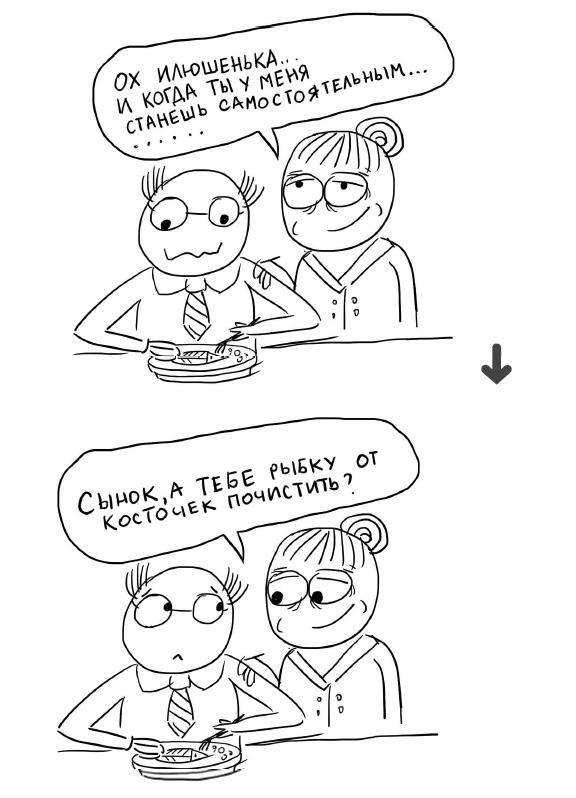 ОХ ИЛЮШЕНЬКА...
И КОГДА ТЫ У МЕНЯ
СТАНЕШЬ САМОСТОЯТЕЛЬНЫМ...
......
СЫНОК, А ТЕБЕ РЫБКУ ОТ
КОСТОЧЕК ПОЧИСТИТЬ?